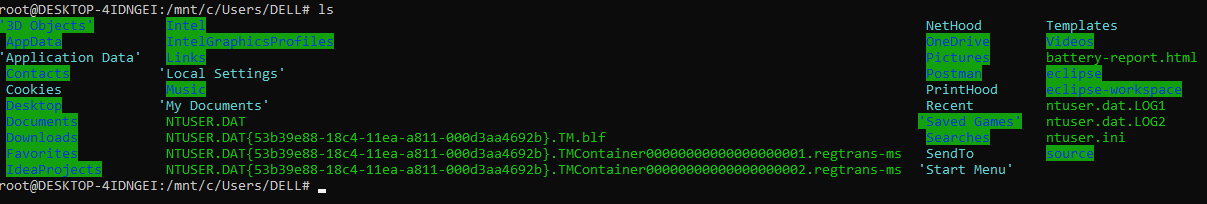 root@DESKTOP-4IDNGEI:/mnt/c/Users/DELL# ls
'3D Objects' Intel NetHood Templates
AppData IntelGraphicsProfiles OneDrive Videos
'Application Data' Links Pictures battery-report.html
Contacts 'Local Settings' Postman eclipse
Cookies Music PrintHood eclipse-workspace
Desktop 'My Documents' Recent ntuser.dat.LOG1
Documents NTUSER.DAT 'Saved Games' ntuser.dat.LOG2
Downloads NTUSER.DAT{53b39e88-18c4-11ea-a811-000d3aa4692b}.TM.blf Searches ntuser.ini
Favorites NTUSER.DAT{53b39e88-18c4-11ea-a811-000d3aa4692b}.TMContainer00000000000000000001.regtrans-ms SendTo source
IdeaProjects NTUSER.DAT{53b39e88-18c4-11ea-a811-000d3aa4692b}.TMContainer00000000000000000002.regtrans-ms 'Start Menu'
root@DESKTOP-4IDNGEI:/mnt/c/Users/DELL#